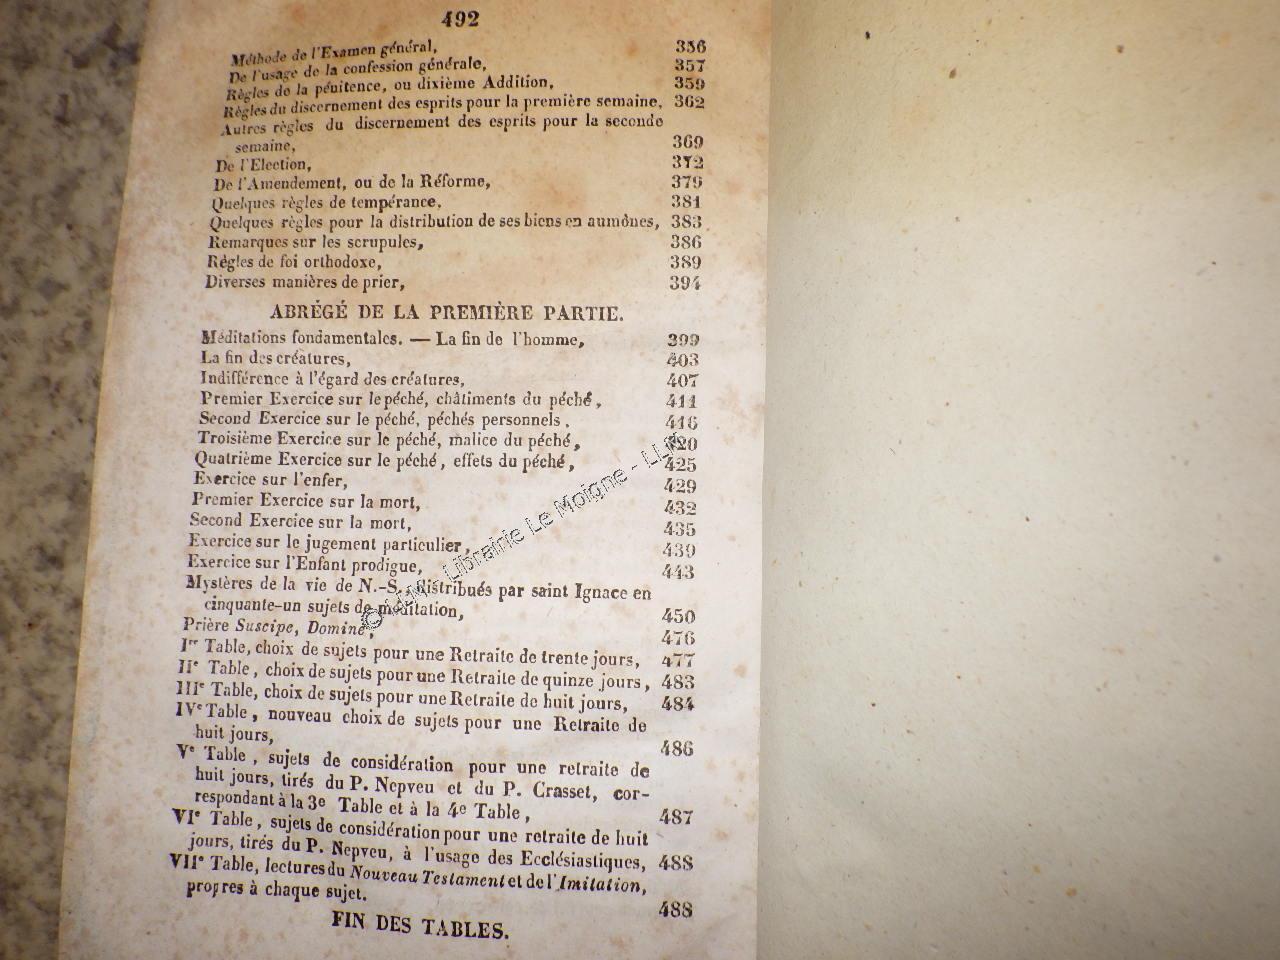 492
Méthode de l'Examen général, 356
De l'usage de la confession générale, 357
Règles de la pénitence, ou dixième Addition, 359
Règles du discernement des esprits pour la première semaine, 362
Autres règles du discernement des esprits pour la seconde
semaine, 369
De l'Election, 372
De l'Amendement, ou de la Réforme, 379
Quelques règles de tempérance, 381
Quelques règles pour la distribution de ses biens en aumônes, 383
Remarques sur les scrupules, 386
Règles de foi orthodoxe, 389
Diverses manières de prier, 394
ABRÉGÉ DE LA PREMIÈRE PARTIE.
Méditations fondamentales. — La fin de l'homme, 399
La fin des créatures, 403
Indifférence à l'égard des créatures, 407
Premier Exercice sur le péché, châtiments du péché, 411
Second Exercice sur le péché, péchés personnels, 416
Troisième Exercice sur le péché, malice du péché, 420
Quatrième Exercice sur le péché, effets du péché, 425
Exercice sur l'enfer, 429
Premier Exercice sur la mort, 432
Second Exercice sur la mort, 435
Exercice sur le jugement particulier, 439
Exercice sur l'Enfant prodigue, 443
Mystères de la vie de N.-S., distribués par saint Ignace en
cinquante-un sujets de méditation, 450
Prière Suscipe, Domine, 476
Ire Table, choix de sujets pour une Retraite de trente jours, 477
IIe Table, choix de sujets pour une Retraite de quinze jours, 483
IIIe Table, choix de sujets pour une Retraite de huit jours, 484
IVe Table, nouveau choix de sujets pour une Retraite de
huit jours, 486
Ve Table, sujets de considération pour une retraite de
huit jours, tirés du P. Nepveu et du P. Crasset, cor-
respondant à la 3e Table et à la 4e Table, 487
VIe Table, sujets de considération pour une retraite de huit
jours, tirés du P. Nepveu, à l'usage des Ecclésiastiques, 488
VIIe Table, lectures du Nouveau Testament et de l'Imitation,
propres à chaque sujet. 488
FIN DES TABLES.
Librairie Le Moigne -